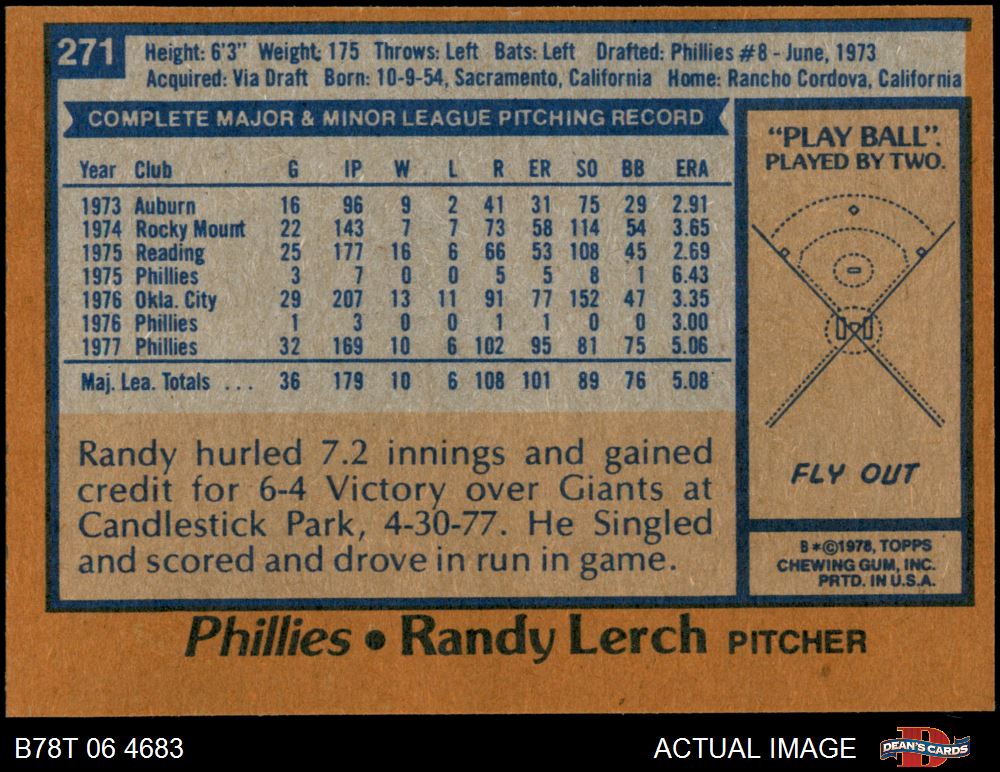 271
Height: 6'3" Weight: 175 Throws: Left Bats: Left Drafted: Phillies #8 - June, 1973
Acquired: Via Draft Born: 10-9-54, Sacramento, California Home: Rancho Cordova, California
COMPLETE MAJOR & MINOR LEAGUE PITCHING RECORD
Year Club G IP W L R ER SO BB ERA
1973 Auburn 16 96 9 2 41 31 75 29 2.91
1974 Rocky Mount 22 143 7 7 73 58 114 54 3.65
1975 Reading 25 177 16 6 66 53 108 45 2.69
1975 Phillies 3 7 0 0 5 5 8 1 6.43
1976 Okla. City 29 207 13 11 91 77 152 47 3.35
1976 Phillies 1 3 0 0 1 1 0 0 3.00
1977 Phillies 32 169 10 6 102 95 81 75 5.06
Maj. Lea. Totals ... 36 179 10 6 108 101 89 76 5.08
Randy hurled 7.2 innings and gained
credit for 6-4 Victory over Giants at
Candlestick Park, 4-30-77. He Singled
and scored and drove in run in game.
"PLAY BALL".
PLAYED BY TWO.
FLY OUT
B*©1978, TOPPS
CHEWING GUM, INC.
PRTD. IN U.S.A.
Phillies • Randy Lerch PITCHER
B78T 06 4683
ACTUAL IMAGE
D
DEAN'S CARDS